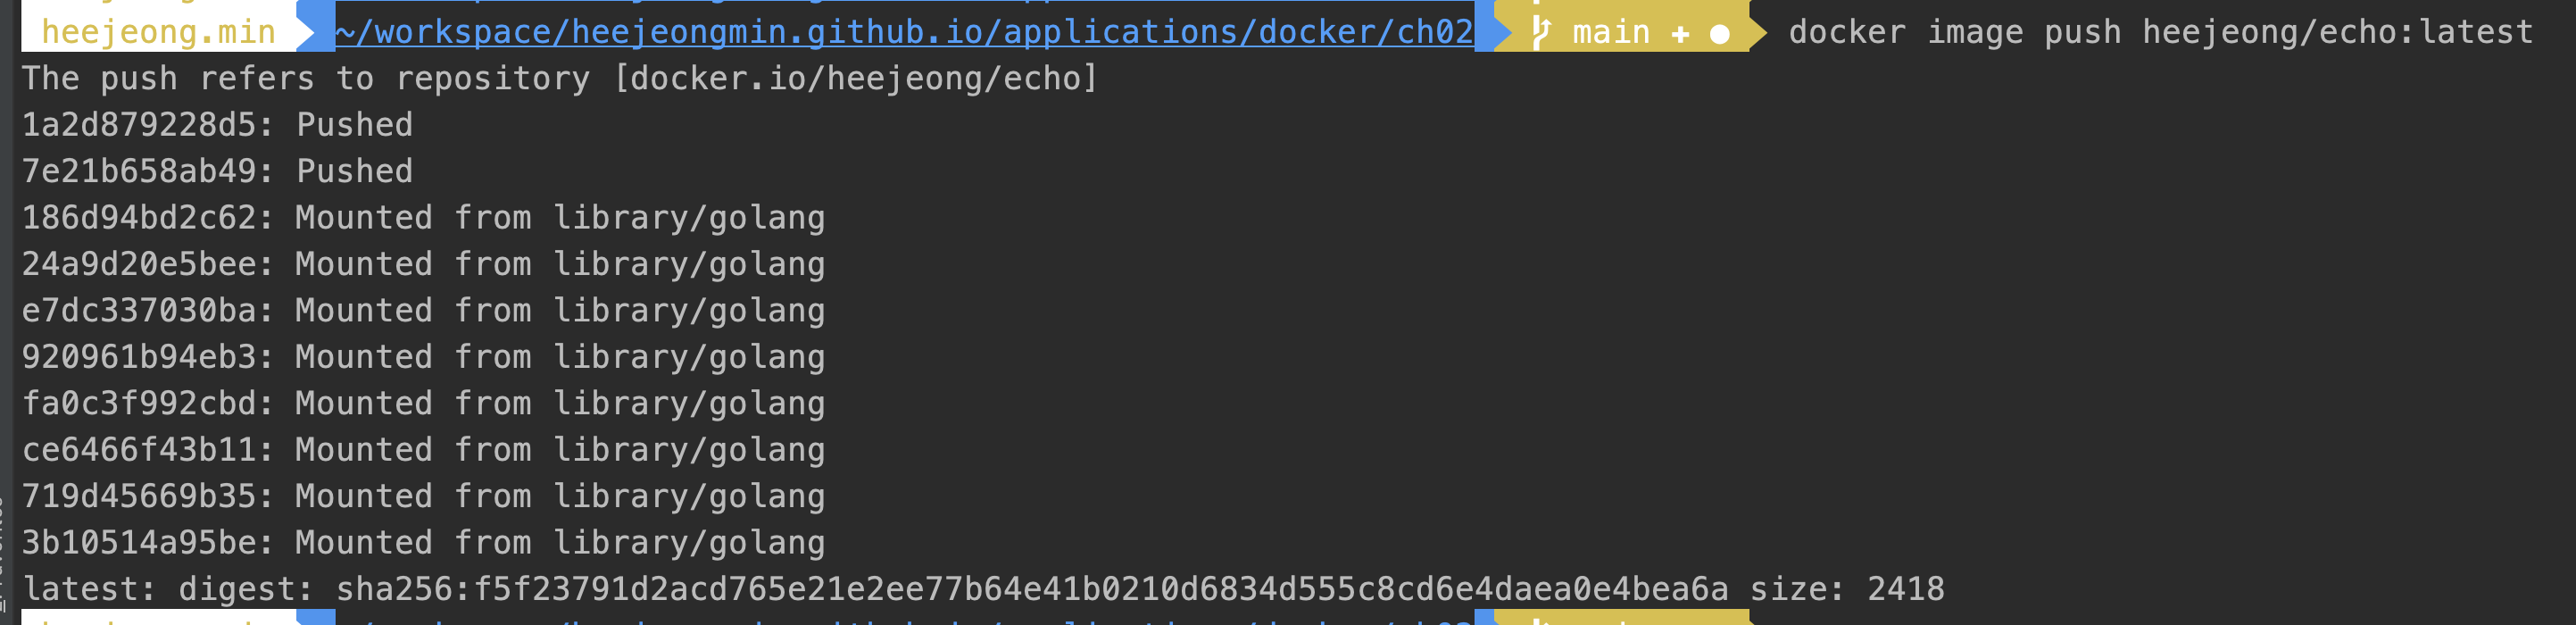 heejeong.min ~/workspace/heejeongmin.github.io/applications/docker/ch02 main + ● docker image push heejeong/echo:latest
The push refers to repository [docker.io/heejeong/echo]
1a2d879228d5: Pushed
7e21b658ab49: Pushed
186d94bd2c62: Mounted from library/golang
24a9d20e5bee: Mounted from library/golang
e7dc337030ba: Mounted from library/golang
920961b94eb3: Mounted from library/golang
fa0c3f992cbd: Mounted from library/golang
ce6466f43b11: Mounted from library/golang
719d45669b35: Mounted from library/golang
3b10514a95be: Mounted from library/golang
latest: digest: sha256:f5f23791d2acd765e21e2ee77b64e41b0210d6834d555c8cd6e4daea0e4bea6a size: 2418